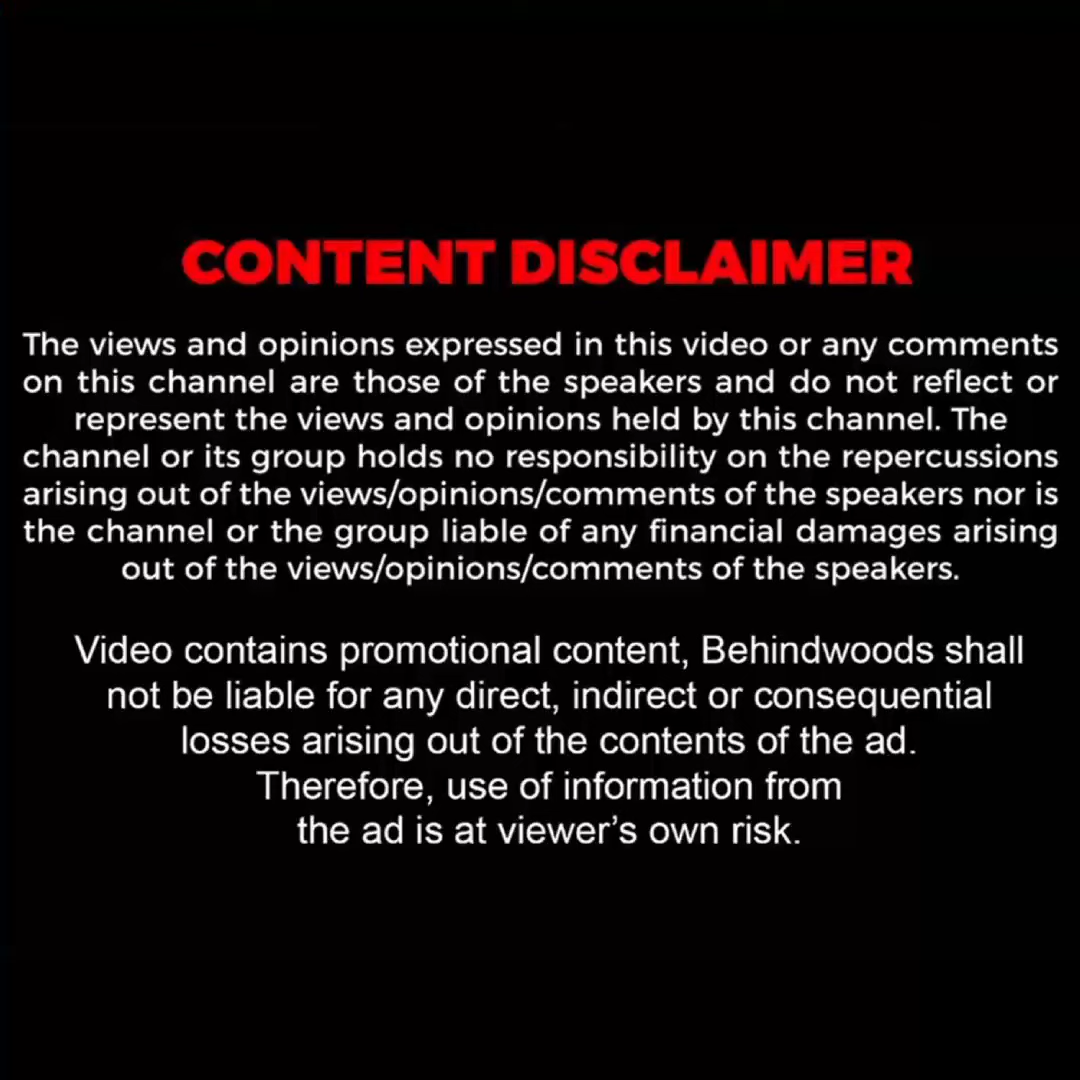 CONTENT DISCLAIMER
The views and opinions expressed in this video or any comments
on this channel are those of the speakers and do not reflect or
represent the views and opinions held by this channel. The
channel or its group holds no responsibility on the repercussions
arising out of the views/opinions/comments of the speakers nor is
the channel or the group liable of any financial damages arising
out of the views/opinions/comments of the speakers.
Video contains promotional content, Behindwoods shall
not be liable for any direct, indirect or consequential
losses arising out of the contents of the ad.
Therefore, use of information from
the ad is at viewer’s own risk.